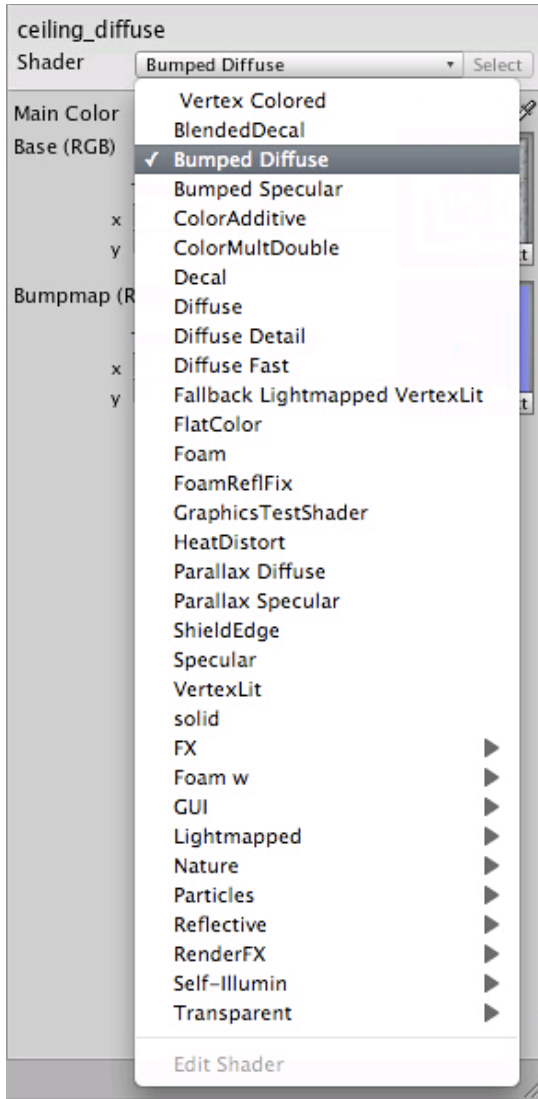 ceiling_diffuse
Shader Bumped Diffuse Select
Main Color
Base (RGB)
x
y
Bumpmap (R
x
y
Vertex Colored
BlendedDecal
✓ Bumped Diffuse
Bumped Specular
ColorAdditive
ColorMultDouble
Decal
Diffuse
Diffuse Detail
Diffuse Fast
Fallback Lightmapped VertexLit
FlatColor
Foam
FoamReflFix
GraphicsTestShader
HeatDistort
Parallax Diffuse
Parallax Specular
ShieldEdge
Specular
VertexLit
solid
FX
Foam w
GUI
Lightmapped
Nature
Particles
Reflective
RenderFX
Self-Illumin
Transparent
Edit Shader